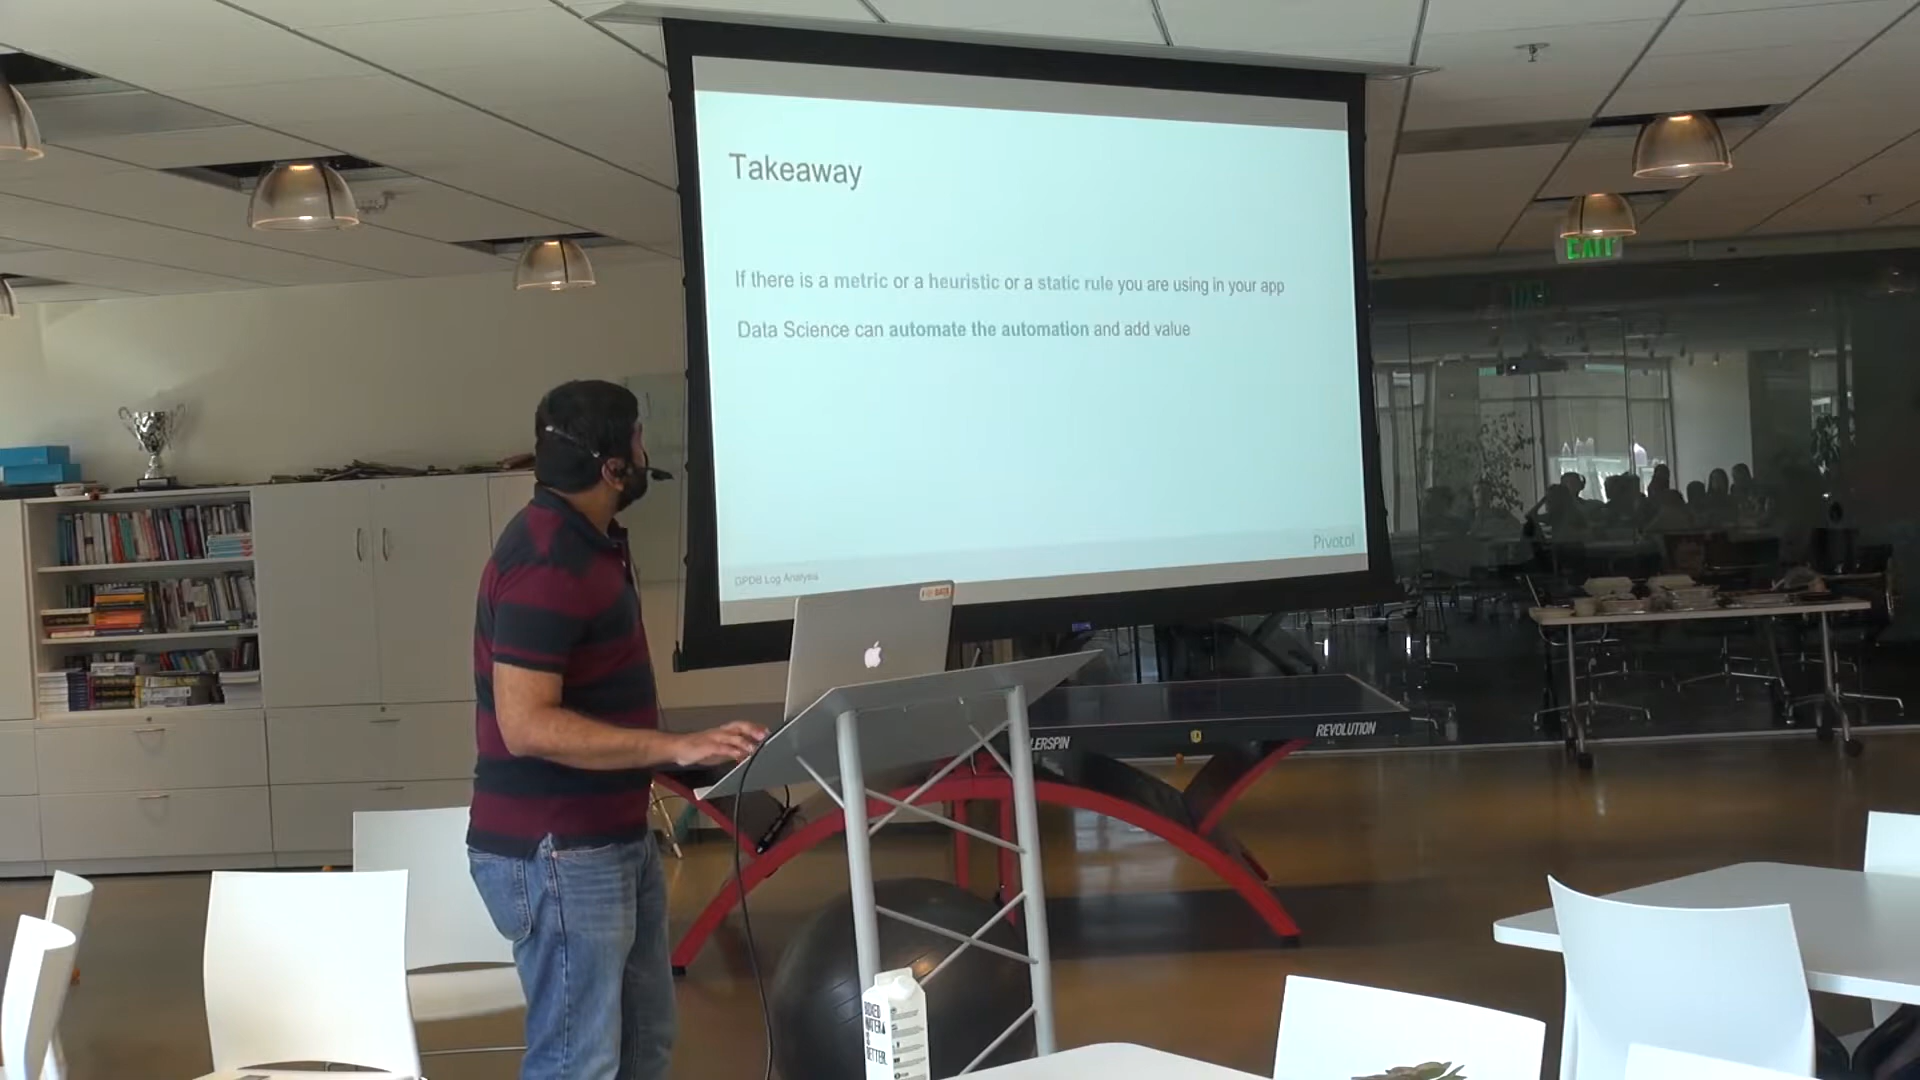 Takeaway
If there is a metric or a heuristic or a static rule you are using in your app
Data Science can automate the automation and add value
Pivotal
GPDB Log Analysis
EXIT
LERSPIN
REVOLUTION
BOXED
WATER
IS
BETTER.